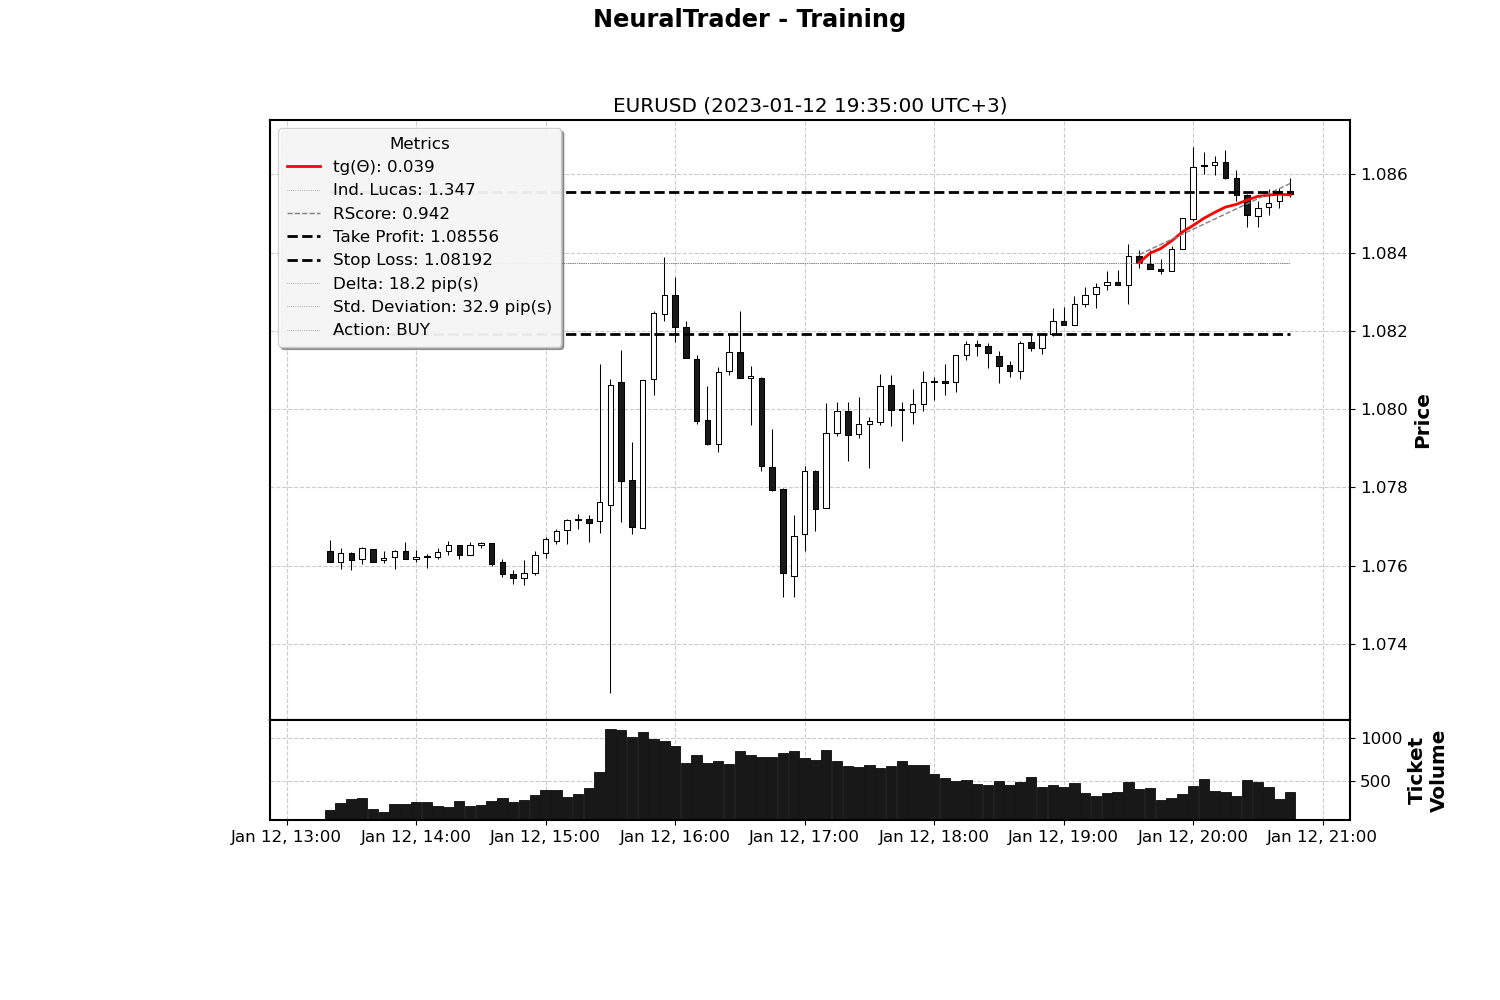 NeuralTrader - Training
EURUSD (2023-01-12 19:35:00 UTC+3)
Metrics
tg(Θ): 0.039
Ind. Lucas: 1.347
RScore: 0.942
Take Profit: 1.08556
Stop Loss: 1.08192
Delta: 18.2 pip(s)
Std. Deviation: 32.9 pip(s)
Action: BUY
1.086
1.084
1.082
1.080
1.078
1.076
1.074
Price
1000
500
Ticket
Volume
Jan 12, 13:00
Jan 12, 14:00
Jan 12, 15:00
Jan 12, 16:00
Jan 12, 17:00
Jan 12, 18:00
Jan 12, 19:00
Jan 12, 20:00
Jan 12, 21:00